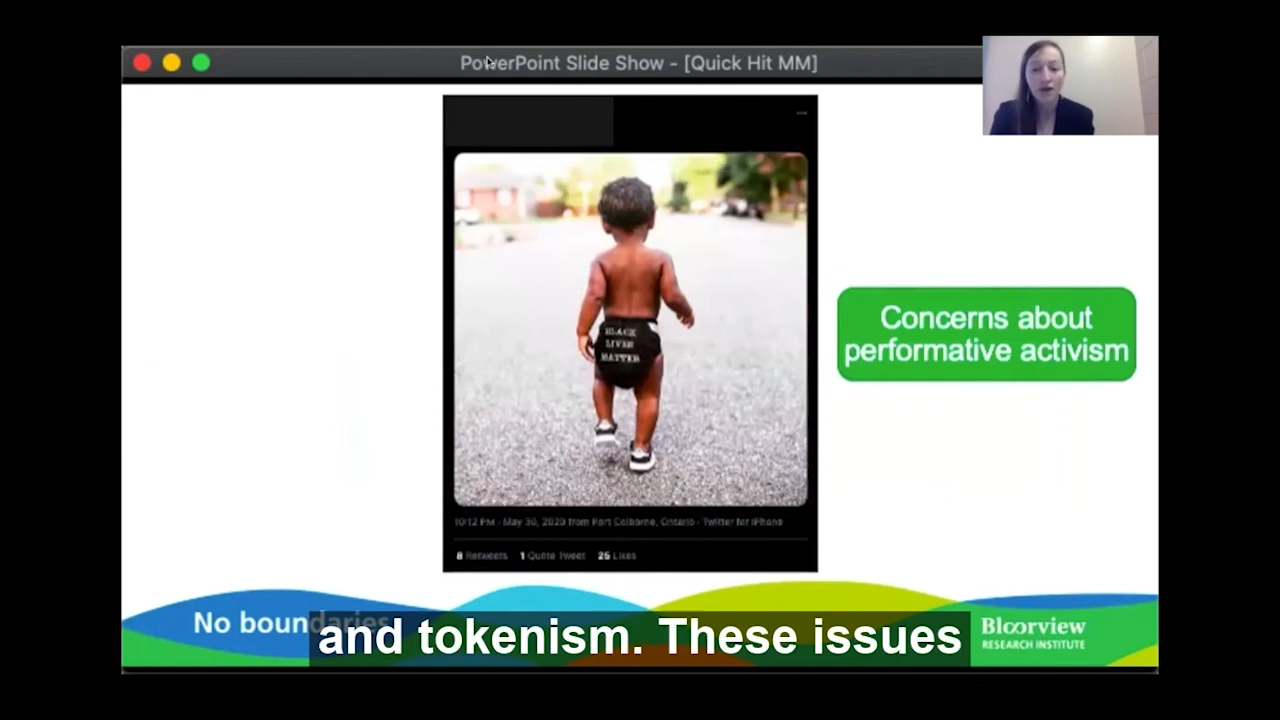 PowerPoint Slide Show - [Quick Hit MM]
BLACK
LIVES
MATTER
Concerns about
performative activism
10:12 PM · May 30, 2020 from Port Colborne, Ontario · Twitter for iPhone
8 Retweets 1 Quote Tweet 25 Likes
No boundaries
and tokenism. These issues
Bloorview
RESEARCH INSTITUTE